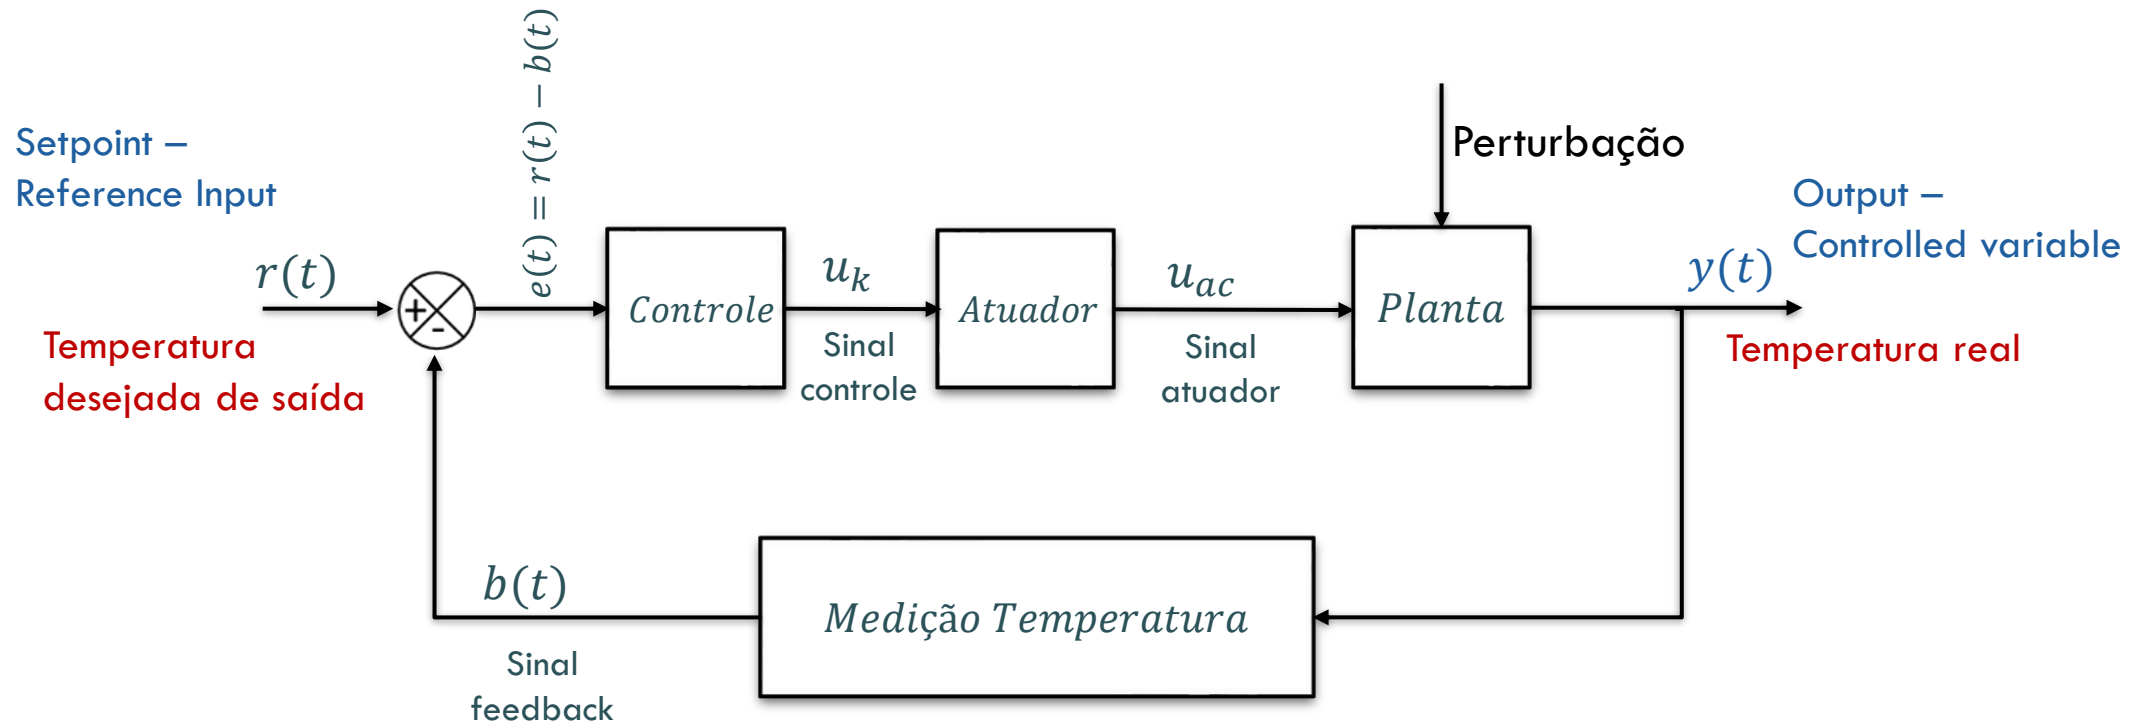 Setpoint –
Reference Input
r(t)
Temperatura
desejada de saída
+
-
e(t) = r(t) − b(t)
Controle
u_k
Sinal
controle
Atuador
u_ac
Sinal
atuador
Perturbação
Planta
Output –
Controlled variable
y(t)
Temperatura real
b(t)
Sinal
feedback
Medição Temperatura